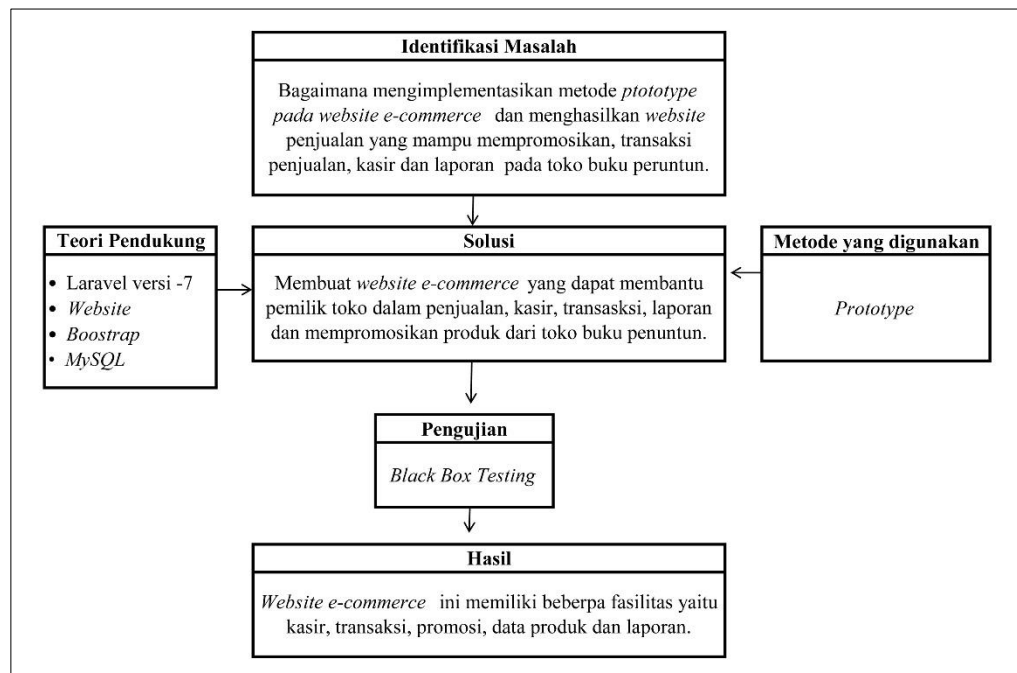 Identifikasi Masalah
Bagaimana mengimplementasikan metode ptototype
pada website e-commerce dan menghasilkan website
penjualan yang mampu mempromosikan, transaksi
penjualan, kasir dan laporan pada toko buku peruntun.
Teori Pendukung
• Laravel versi -7
• Website
• Boostrap
• MySQL
Solusi
Membuat website e-commerce yang dapat membantu
pemilik toko dalam penjualan, kasir, transasksi, laporan
dan mempromosikan produk dari toko buku penuntun.
Metode yang digunakan
Prototype
Pengujian
Black Box Testing
Hasil
Website e-commerce ini memiliki beberpa fasilitas yaitu
kasir, transaksi, promosi, data produk dan laporan.